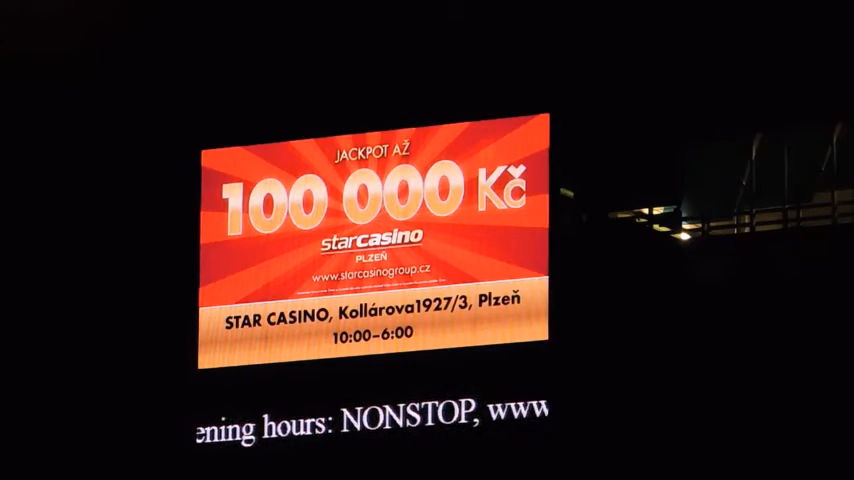 JACKPOT AŽ
100 000 Kč
starcasino
PLZEŇ
www.starcasinogroup.cz
STAR CASINO, Kollárova1927/3, Plzeň
10:00-6:00
ening hours: NONSTOP, www